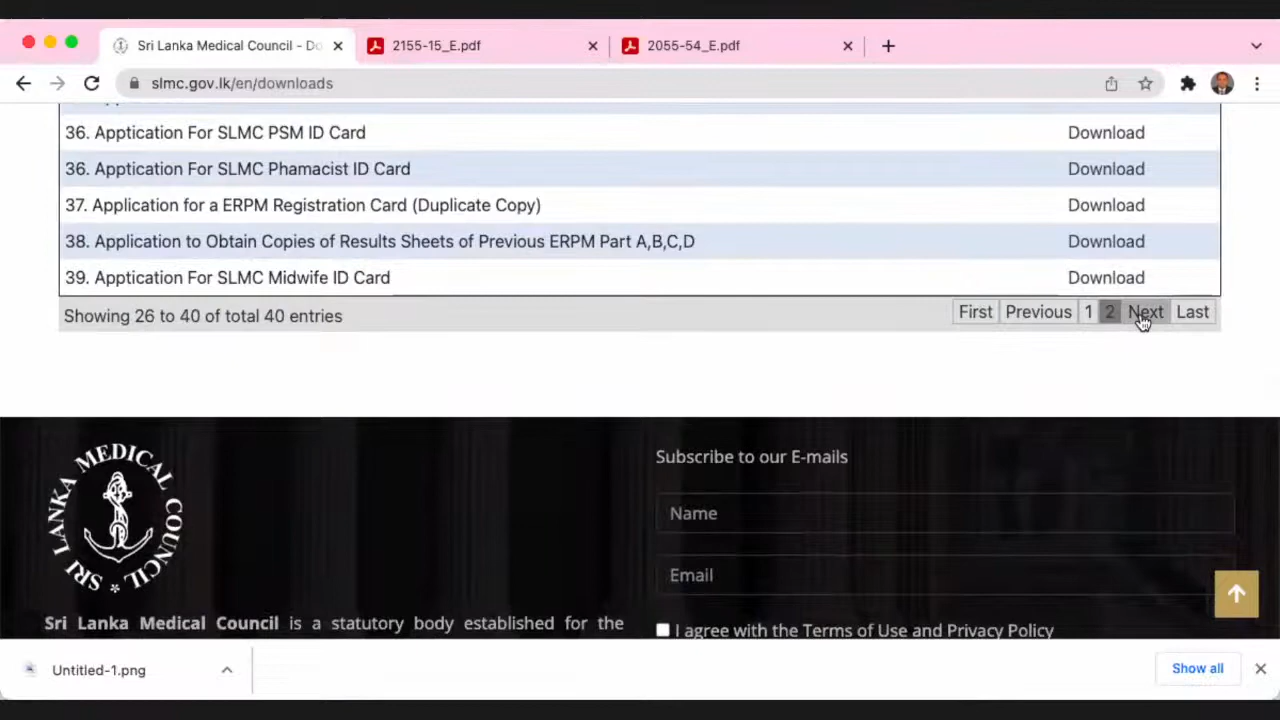 Sri Lanka Medical Council - Do
2155-15_E.pdf
2055-54_E.pdf
slmc.gov.lk/en/downloads
36. Apptication For SLMC PSM ID Card Download
36. Apptication For SLMC Phamacist ID Card Download
37. Application for a ERPM Registration Card (Duplicate Copy) Download
38. Application to Obtain Copies of Results Sheets of Previous ERPM Part A,B,C,D Download
39. Apptication For SLMC Midwife ID Card Download
Showing 26 to 40 of total 40 entries First Previous 1 2 Next Last
SRI LANKA MEDICAL COUNCIL *
Subscribe to our E-mails
Name
Email
Sri Lanka Medical Council is a statutory body established for the
I agree with the Terms of Use and Privacy Policy
Untitled-1.png
Show all